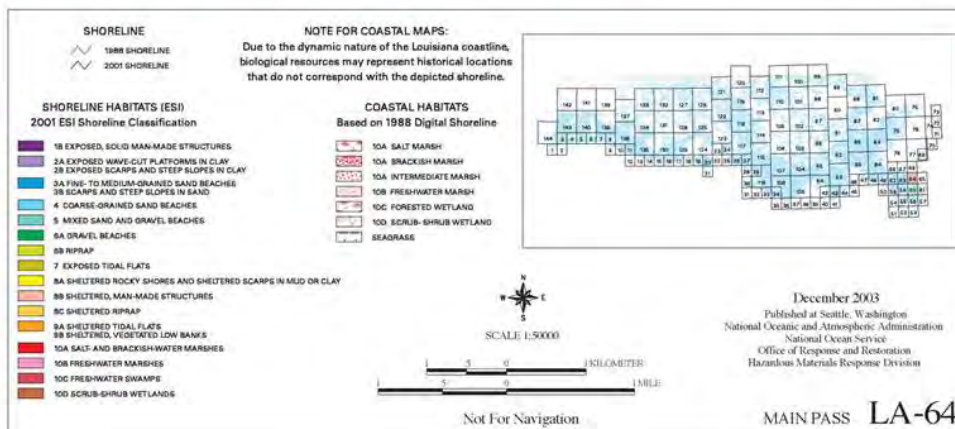 SHORELINE
1988 SHORELINE
2001 SHORELINE
NOTE FOR COASTAL MAPS:
Due to the dynamic nature of the Louisiana coastline,
biological resources may represent historical locations
that do not correspond with the depicted shoreline.
SHORELINE HABITATS (ESI)
2001 ESI Shoreline Classification
1B EXPOSED, SOLID MAN-MADE STRUCTURES
2A EXPOSED WAVE-CUT PLATFORMS IN CLAY
2B EXPOSED SCARPS AND STEEP SLOPES IN CLAY
3A FINE- TO MEDIUM-GRAINED SAND BEACHES
3B SCARPS AND STEEP SLOPES IN SAND
4 COARSE-GRAINED SAND BEACHES
5 MIXED SAND AND GRAVEL BEACHES
6A GRAVEL BEACHES
6B RIPRAP
7 EXPOSED TIDAL FLATS
8A SHELTERED ROCKY SHORES AND SHELTERED SCARPS IN MUD OR CLAY
8B SHELTERED, MAN-MADE STRUCTURES
8C SHELTERED RIPRAP
9A SHELTERED TIDAL FLATS
9B SHELTERED, VEGETATED LOW BANKS
10A SALT- AND BRACKISH-WATER MARSHES
10B FRESHWATER MARSHES
10C FRESHWATER SWAMPS
10D SCRUB-SHRUB WETLANDS
COASTAL HABITATS
Based on 1988 Digital Shoreline
10A SALT MARSH
10A BRACKISH MARSH
10A INTERMEDIATE MARSH
10B FRESHWATER MARSH
10C FORESTED WETLAND
10D SCRUB- SHRUB WETLAND
SEAGRASS
N
W E
S
SCALE 1:50000
1 .5 0 1 KILOMETER
1 .5 0 1 MILE
Not For Navigation
December 2003
Published at Seattle, Washington
National Oceanic and Atmospheric Administration
National Ocean Service
Office of Response and Restoration
Hazardous Materials Response Division
MAIN PASS LA-64